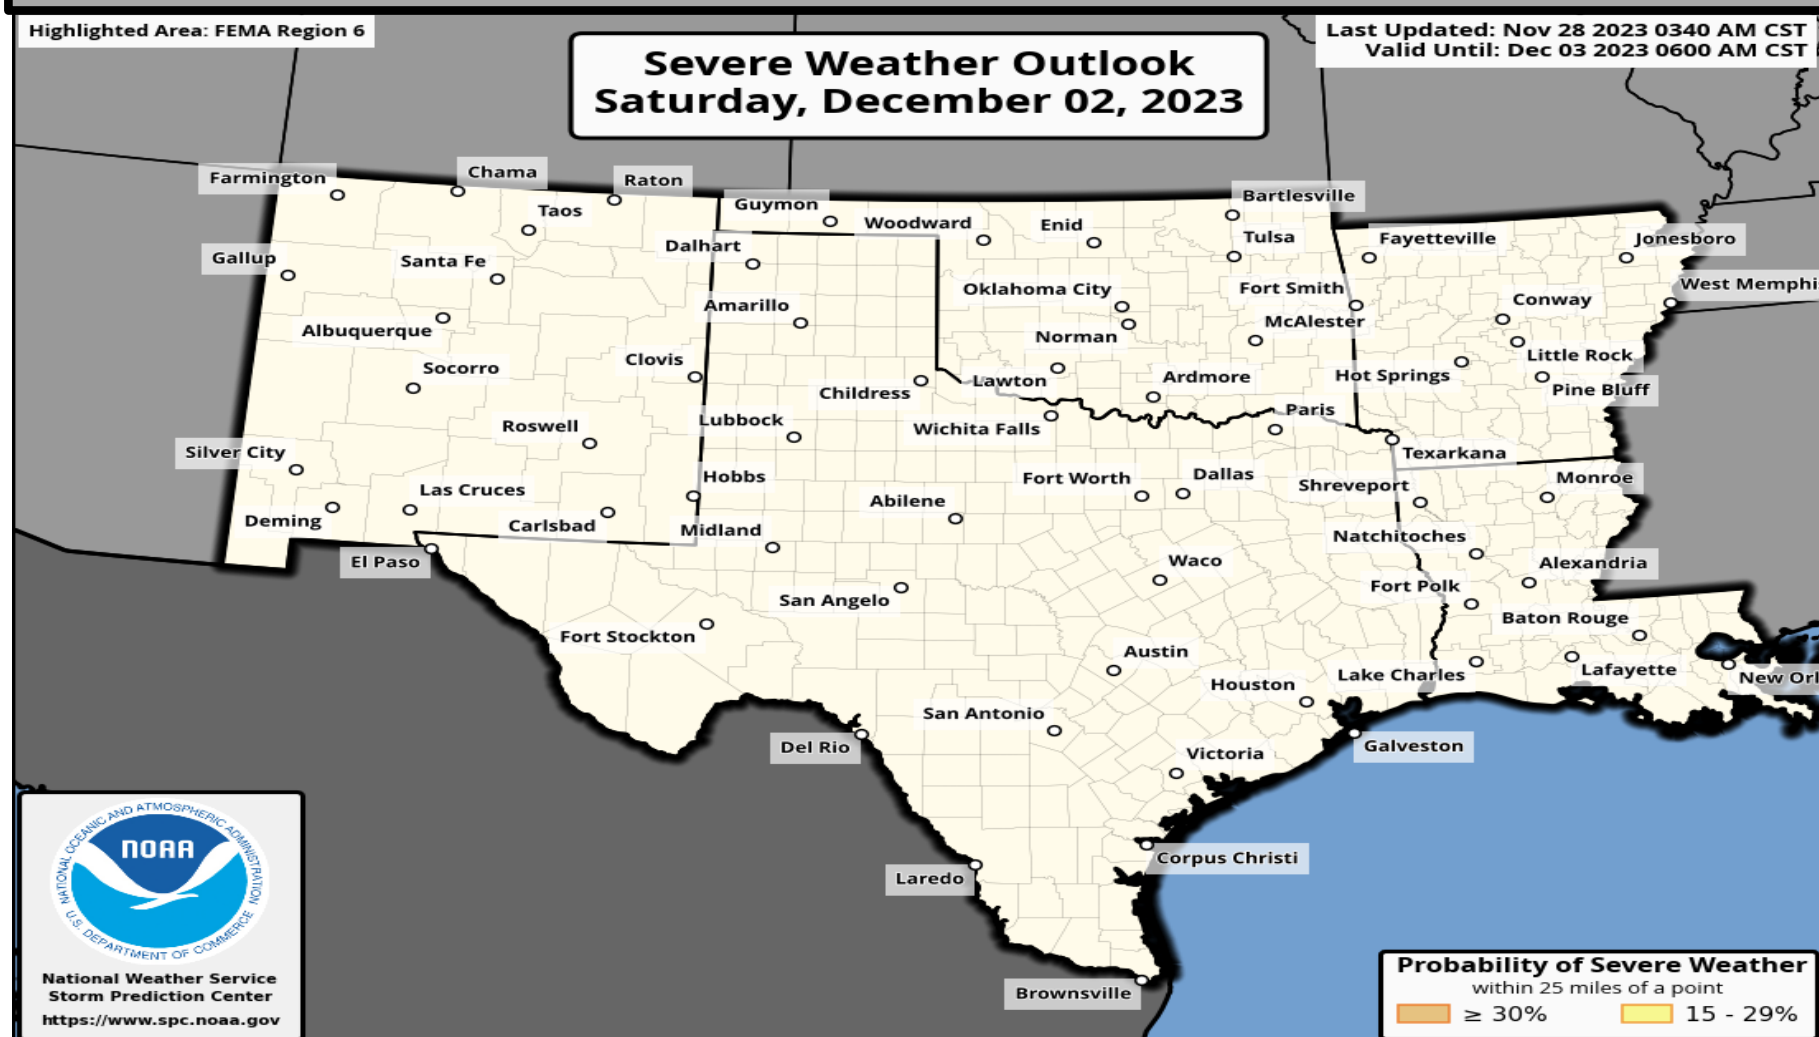 Highlighted Area: FEMA Region 6
Last Updated: Nov 28 2023 0340 AM CST
Valid Until: Dec 03 2023 0600 AM CST
Severe Weather Outlook
Saturday, December 02, 2023
Farmington
Chama
Raton
Taos
Guymon
Woodward
Enid
Bartlesville
Tulsa
Fayetteville
Jonesboro
Gallup
Santa Fe
Dalhart
Oklahoma City
Fort Smith
West Memphi
Amarillo
Conway
Albuquerque
Norman
McAlester
Socorro
Clovis
Little Rock
Childress
Lawton
Ardmore
Hot Springs
Pine Bluff
Roswell
Lubbock
Wichita Falls
Paris
Silver City
Texarkana
Las Cruces
Hobbs
Fort Worth
Dallas
Shreveport
Monroe
Deming
Carlsbad
Midland
Abilene
El Paso
Natchitoches
Waco
Alexandria
San Angelo
Fort Polk
Fort Stockton
Baton Rouge
Austin
Houston
Lake Charles
Lafayette
New Orl
San Antonio
Del Rio
Victoria
Galveston
Corpus Christi
Laredo
Brownsville
NATIONAL OCEANIC AND ATMOSPHERIC ADMINISTRATION
NOAA
U.S. DEPARTMENT OF COMMERCE
National Weather Service
Storm Prediction Center
https://www.spc.noaa.gov
Probability of Severe Weather
within 25 miles of a point
≥ 30%
15 - 29%